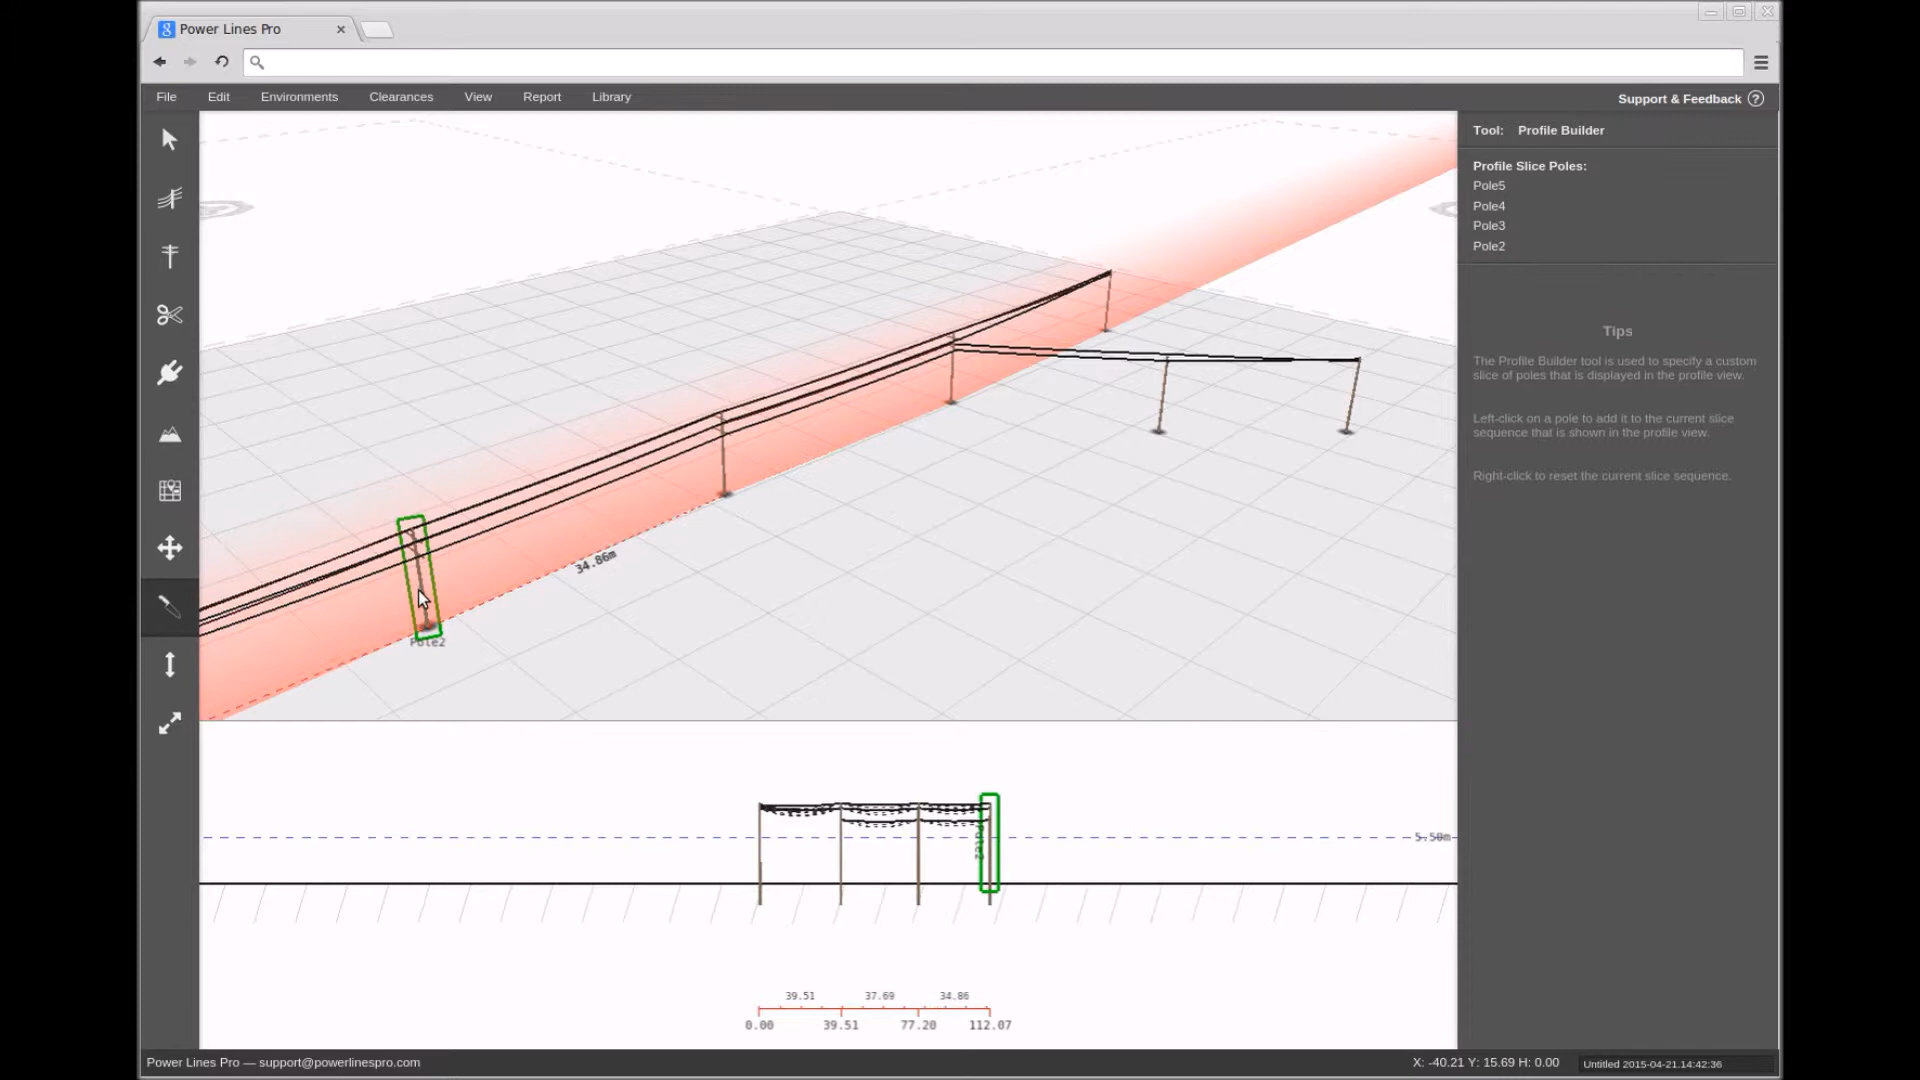 Power Lines Pro
File Edit Environments Clearances View Report Library
Support & Feedback ?
Tool: Profile Builder
Profile Slice Poles:
Pole5
Pole4
Pole3
Pole2
Tips
The Profile Builder tool is used to specify a custom
slice of poles that is displayed in the profile view.
Left-click on a pole to add it to the current slice
sequence that is shown in the profile view.
Right-click to reset the current slice sequence.
34.86m
Pole2
Pole2
5.50m
39.51 37.69 34.86
0.00 39.51 77.20 112.07
Power Lines Pro — support@powerlinespro.com
X: -40.21 Y: 15.69 H: 0.00
Untitled 2015-04-21.14:42:36